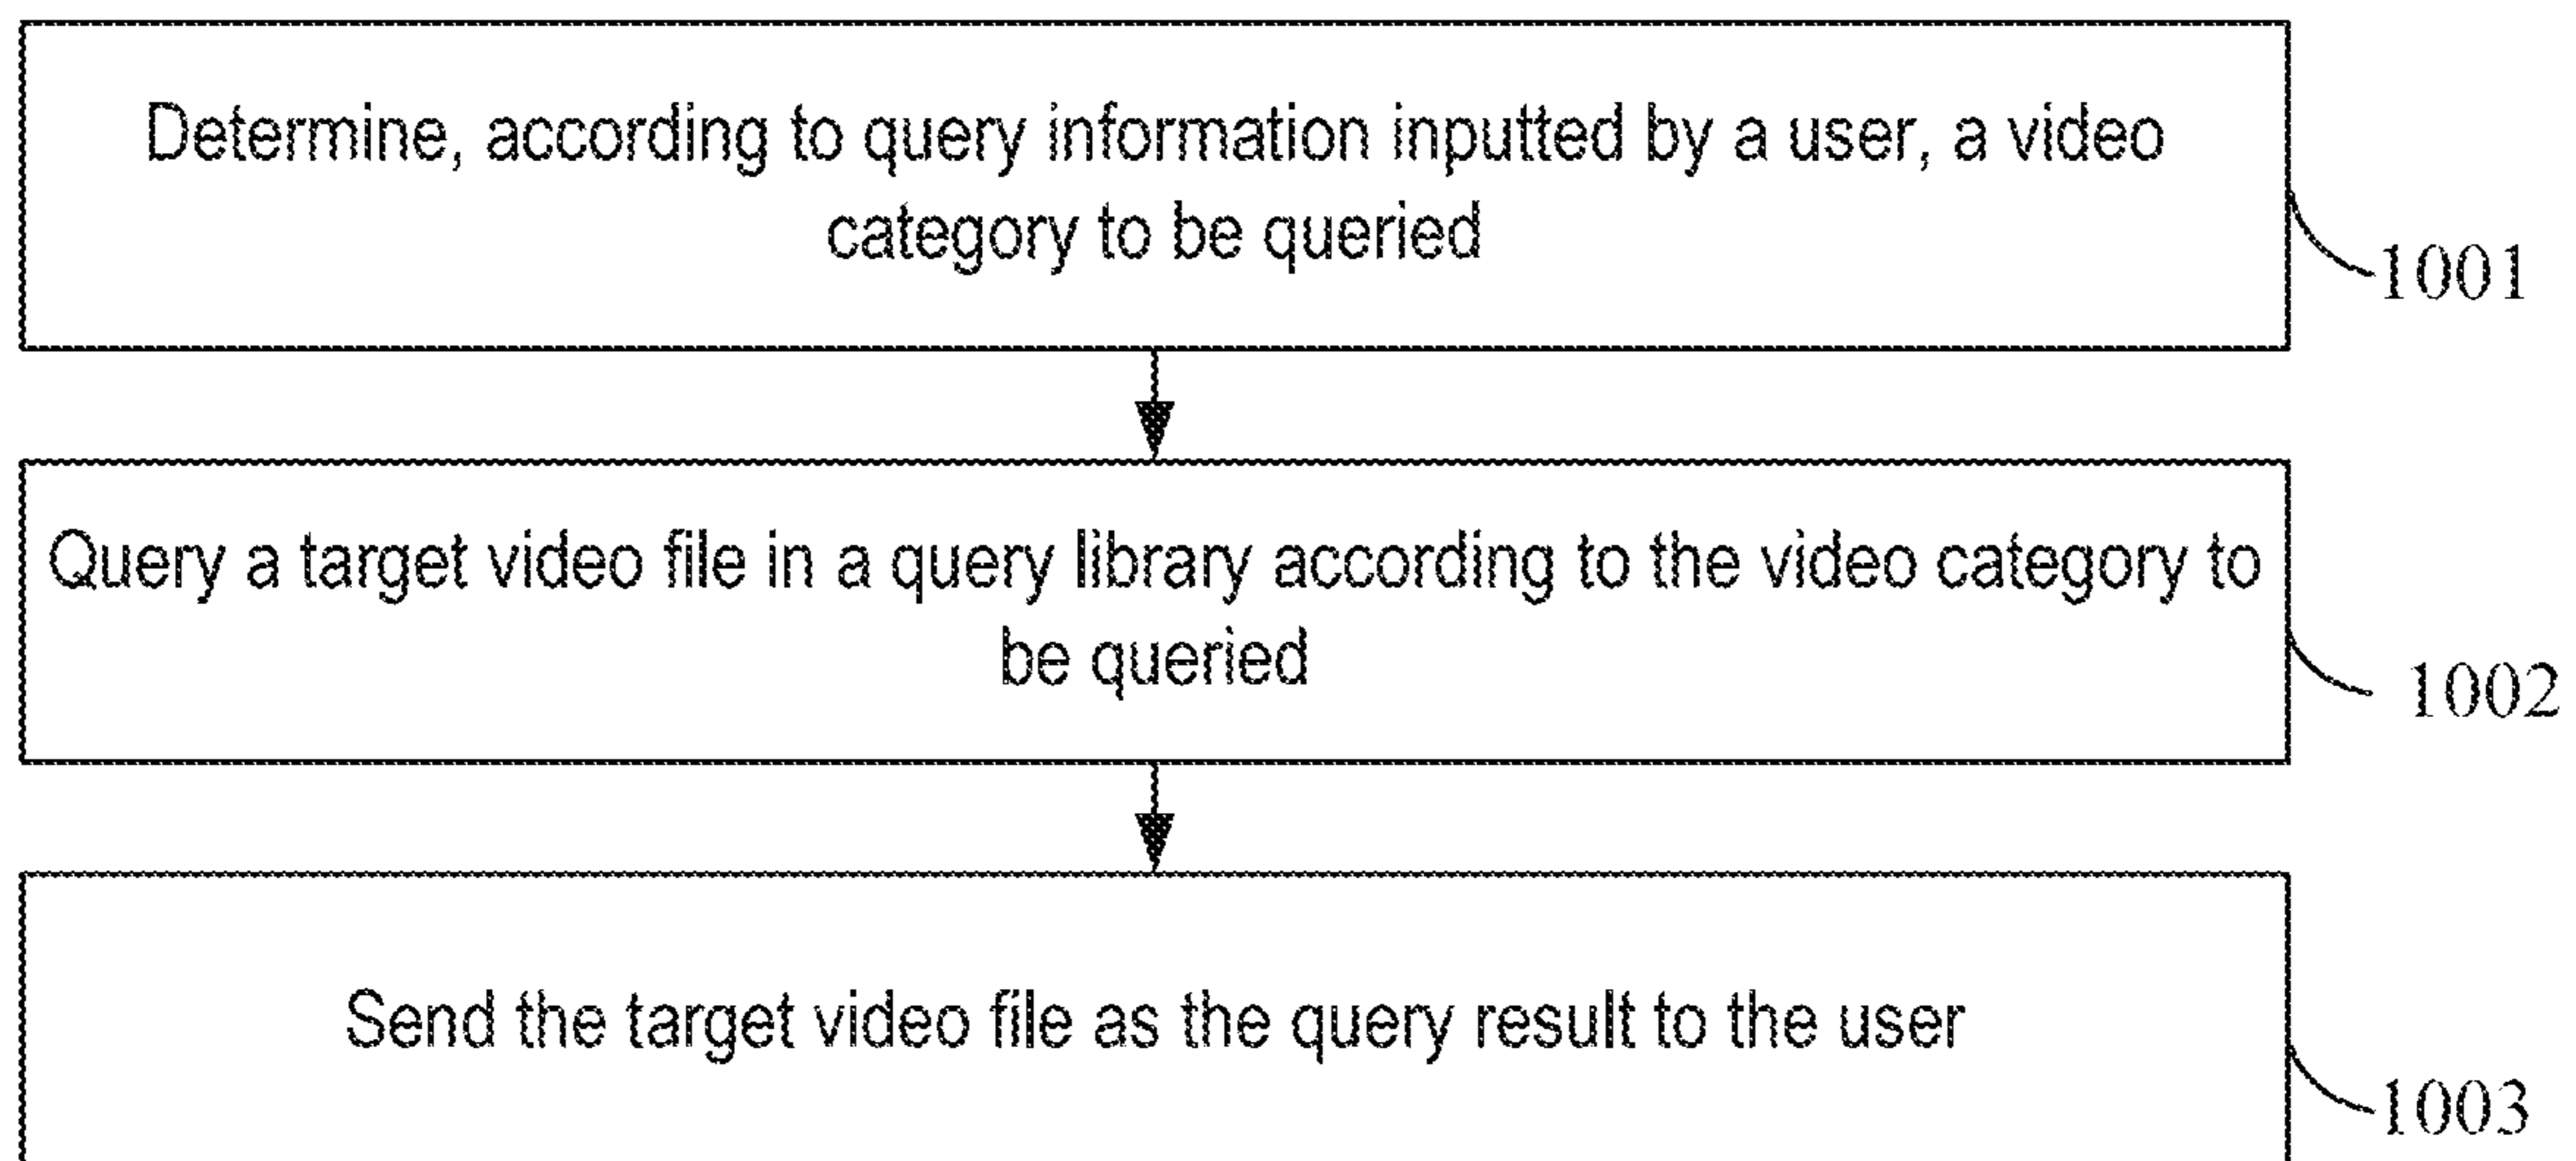 Determine, according to query information inputted by a user, a video
category to be queried
1001
Query a target video file in a query library according to the video category to
be queried
1002
Send the target video file as the query result to the user
1003